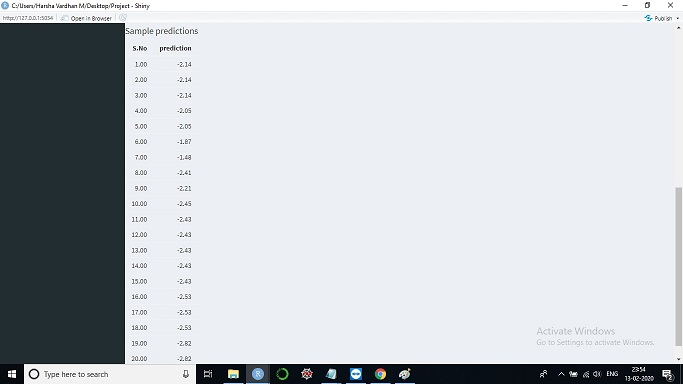 C:/Users/Harsha Vardhan M/Desktop/Project - Shiny
http://127.0.0.1:5034 Open in Browser Publish
Sample predictions
S.No prediction
1.00 -2.14
2.00 -2.14
3.00 -2.14
4.00 -2.05
5.00 -2.05
6.00 -1.87
7.00 -1.48
8.00 -2.41
9.00 -2.21
10.00 -2.45
11.00 -2.43
12.00 -2.43
13.00 -2.43
14.00 -2.43
15.00 -2.43
16.00 -2.53
17.00 -2.53
18.00 -2.53
19.00 -2.82
20.00 -2.82
Activate Windows
Go to Settings to activate Windows.
Type here to search
ENG
23:54
13-02-2020
2